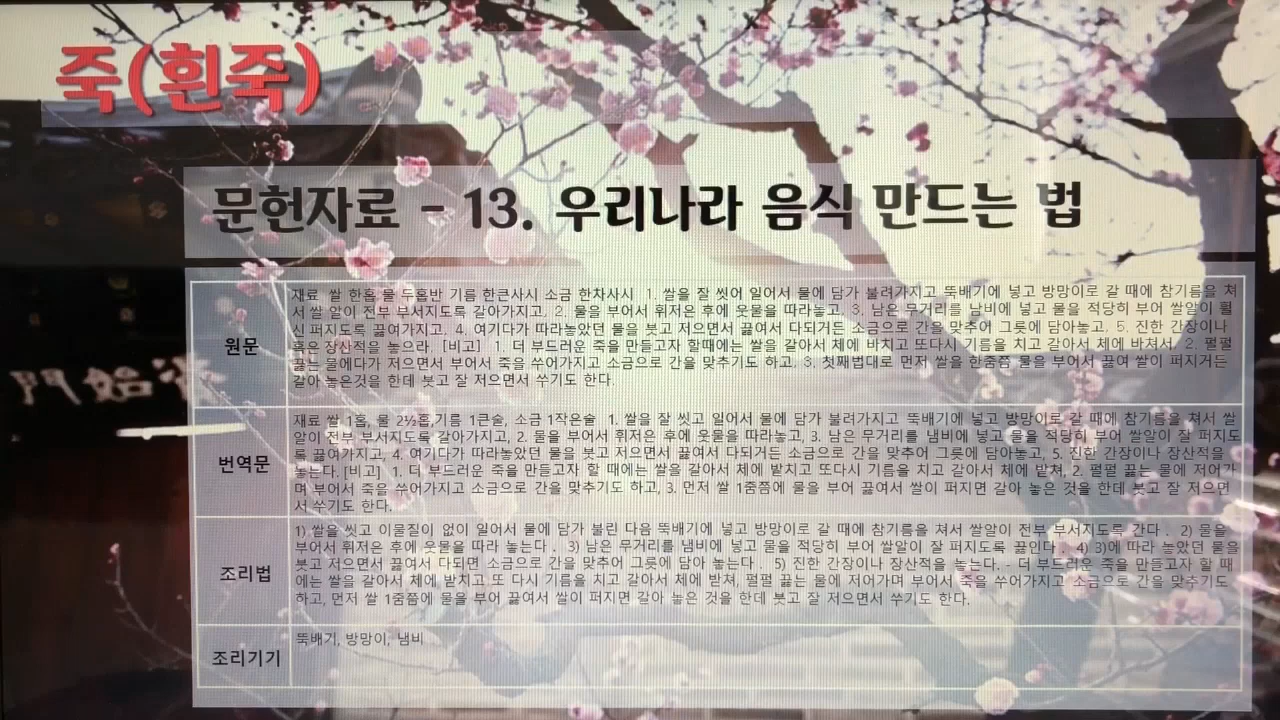 죽(흰죽)
문헌자료 - 13. 우리나라 음식 만드는 법
원문
재료 쌀 한홉 물 두홉반 기름 한큰사시 소금 한차사시 1. 쌀을 잘 씻어 일어서 물에 담가 불려가지고 뚝배기에 넣고 방망이로 갈 때에 참기름을 쳐
서 쌀 알이 전부 부서지도록 갈아가지고. 2. 물을 부어서 휘저은 후에 웃물을 따라놓고. 3. 남은 무거리를 남비에 넣고 물을 적당히 부어 쌀알이 훨
신 퍼지도록 끓여가지고. 4. 여기다가 따라놓았던 물을 붓고 저으면서 끓여서 다되거든 소금으로 간을 맞추어 그릇에 담아놓고. 5. 진한 간장이나
혹은 장산적을 놓으라. [비고] 1. 더 부드러운 죽을 만들고자 할때에는 쌀을 갈아서 체에 바치고 또다시 기름을 치고 갈아서 체에 바쳐서. 2. 펄펄
끓는 물에다가 저으면서 부어서 죽을 쑤어가지고 소금으로 간을 맞추기도 하고. 3. 첫째법대로 먼저 쌀을 한줌쯤 물을 부어서 끓여 쌀이 퍼지거든
갈아 놓은것을 한데 붓고 잘 저으면서 쑤기도 한다.
번역문
재료 쌀 1홉, 물 2½홉,기름 1큰술, 소금 1작은술 1. 쌀을 잘 씻고 일어서 물에 담가 불려가지고 뚝배기에 넣고 방망이로 갈 때에 참기름을 쳐서 쌀
알이 전부 부서지도록 갈아가지고, 2. 물을 부어서 휘저은 후에 웃물을 따라놓고, 3. 남은 무거리를 냄비에 넣고 물을 적당히 부어 쌀알이 잘 퍼지도
록 끓여가지고, 4. 여기다가 따라놓았던 물을 붓고 저으면서 끓여서 다되거든 소금으로 간을 맞추어 그릇에 담아놓고, 5. 진한 간장이나 장산적을
놓는다. [비고] 1. 더 부드러운 죽을 만들고자 할 때에는 쌀을 갈아서 체에 밭치고 또다시 기름을 치고 갈아서 체에 밭쳐, 2. 펄펄 끓는 물에 저어가
며 부어서 죽을 쑤어가지고 소금으로 간을 맞추기도 하고, 3. 먼저 쌀 1줌쯤에 물을 부어 끓여서 쌀이 퍼지면 갈아 놓은 것을 한데 붓고 잘 저으면
서 쑤기도 한다.
조리법
1) 쌀을 씻고 이물질이 없이 일어서 물에 담가 불린 다음 뚝배기에 넣고 방망이로 갈 때에 참기름을 쳐서 쌀알이 전부 부서지도록 간다 . 2) 물을
부어서 휘저은 후에 웃물을 따라 놓는다 . 3) 남은 무거리를 냄비에 넣고 물을 적당히 부어 쌀알이 잘 퍼지도록 끓인다 . 4) 3)에 따라 놓았던 물을
붓고 저으면서 끓여서 다되면 소금으로 간을 맞추어 그릇에 담아 놓는다 . 5) 진한 간장이나 장산적을 놓는다. - 더 부드러운 죽을 만들고자 할 때
에는 쌀을 갈아서 체에 밭치고 또 다시 기름을 치고 갈아서 체에 밭쳐, 펄펄 끓는 물에 저어가며 부어서 죽을 쑤어가지고 소금으로 간을 맞추기도
하고, 먼저 쌀 1줌쯤에 물을 부어 끓여서 쌀이 퍼지면 갈아 놓은 것을 한데 붓고 잘 저으면서 쑤기도 한다.
조리기기
뚝배기, 방망이, 냄비